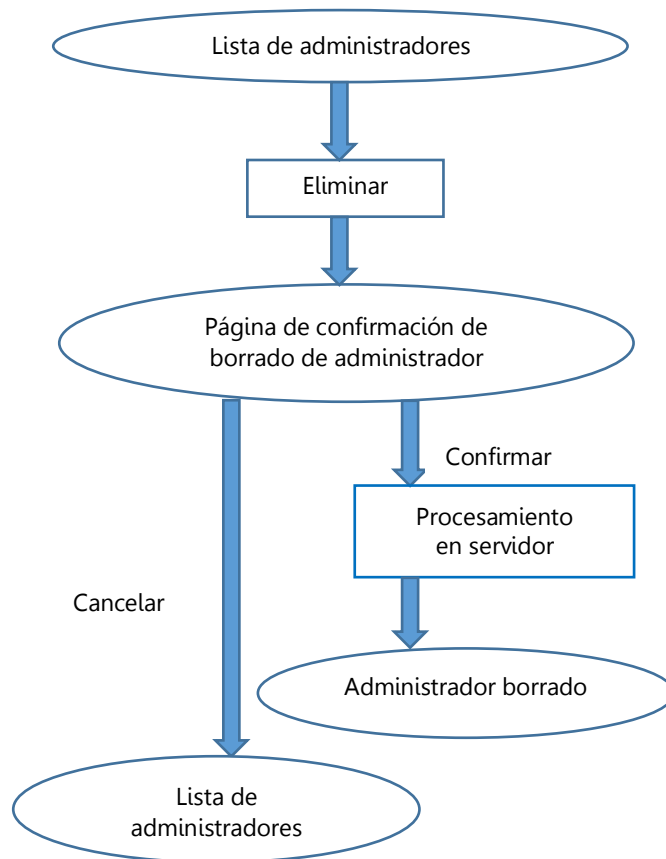 Lista de administradores
Eliminar
Página de confirmación de
borrado de administrador
Confirmar
Procesamiento
en servidor
Cancelar
Administrador borrado
Lista de
administradores